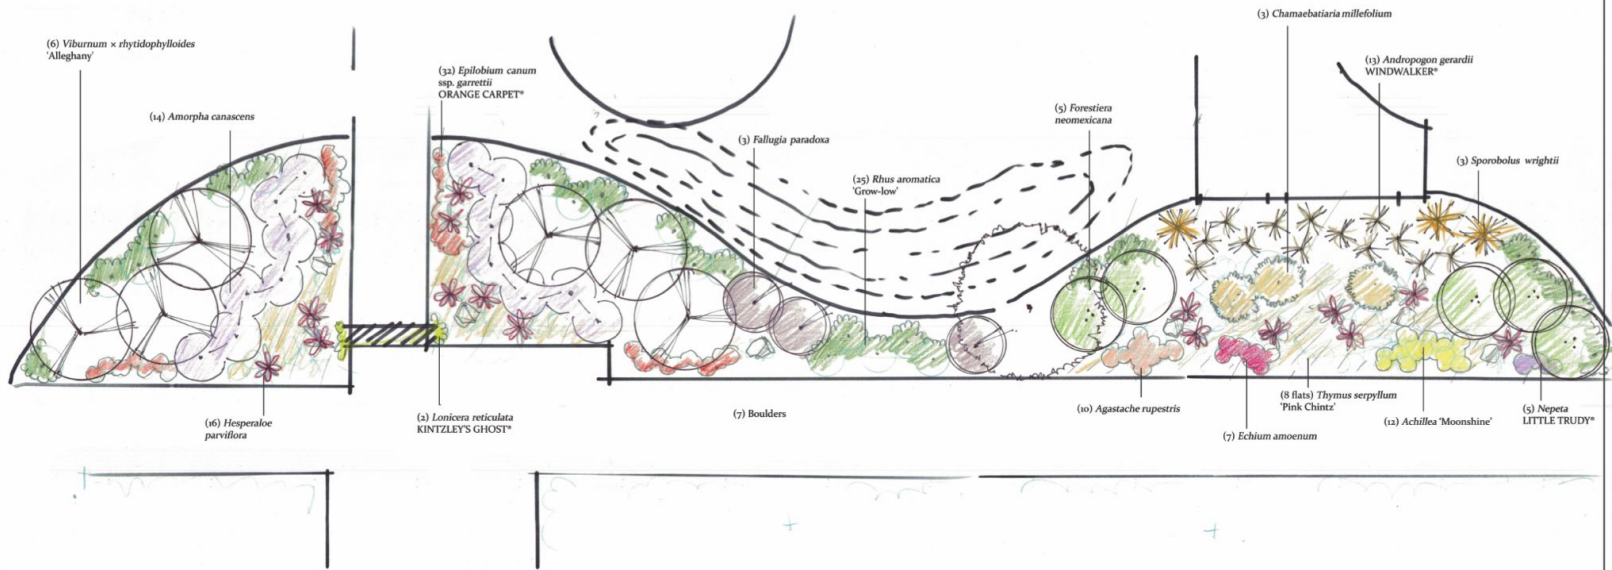 (6) Viburnum × rhytidophylloides
'Alleghany'
(14) Amorpha canascens
(32) Epilobium canum
ssp. garrettii
ORANGE CARPET*
(3) Fallugia paradoxa
(25) Rhus aromatica
'Grow-low'
(5) Forestiera
neomexicana
(3) Chamaebatiaria millefolium
(13) Andropogon gerardii
WINDWALKER*
(3) Sporobolus wrightii
(16) Hesperaloe
parviflora
(2) Lonicera reticulata
KINTZLEY'S GHOST*
(7) Boulders
(10) Agastache rupestris
(7) Echium amoenum
(8 flats) Thymus serpyllum
'Pink Chintz'
(12) Achillea 'Moonshine'
(5) Nepeta
LITTLE TRUDY*